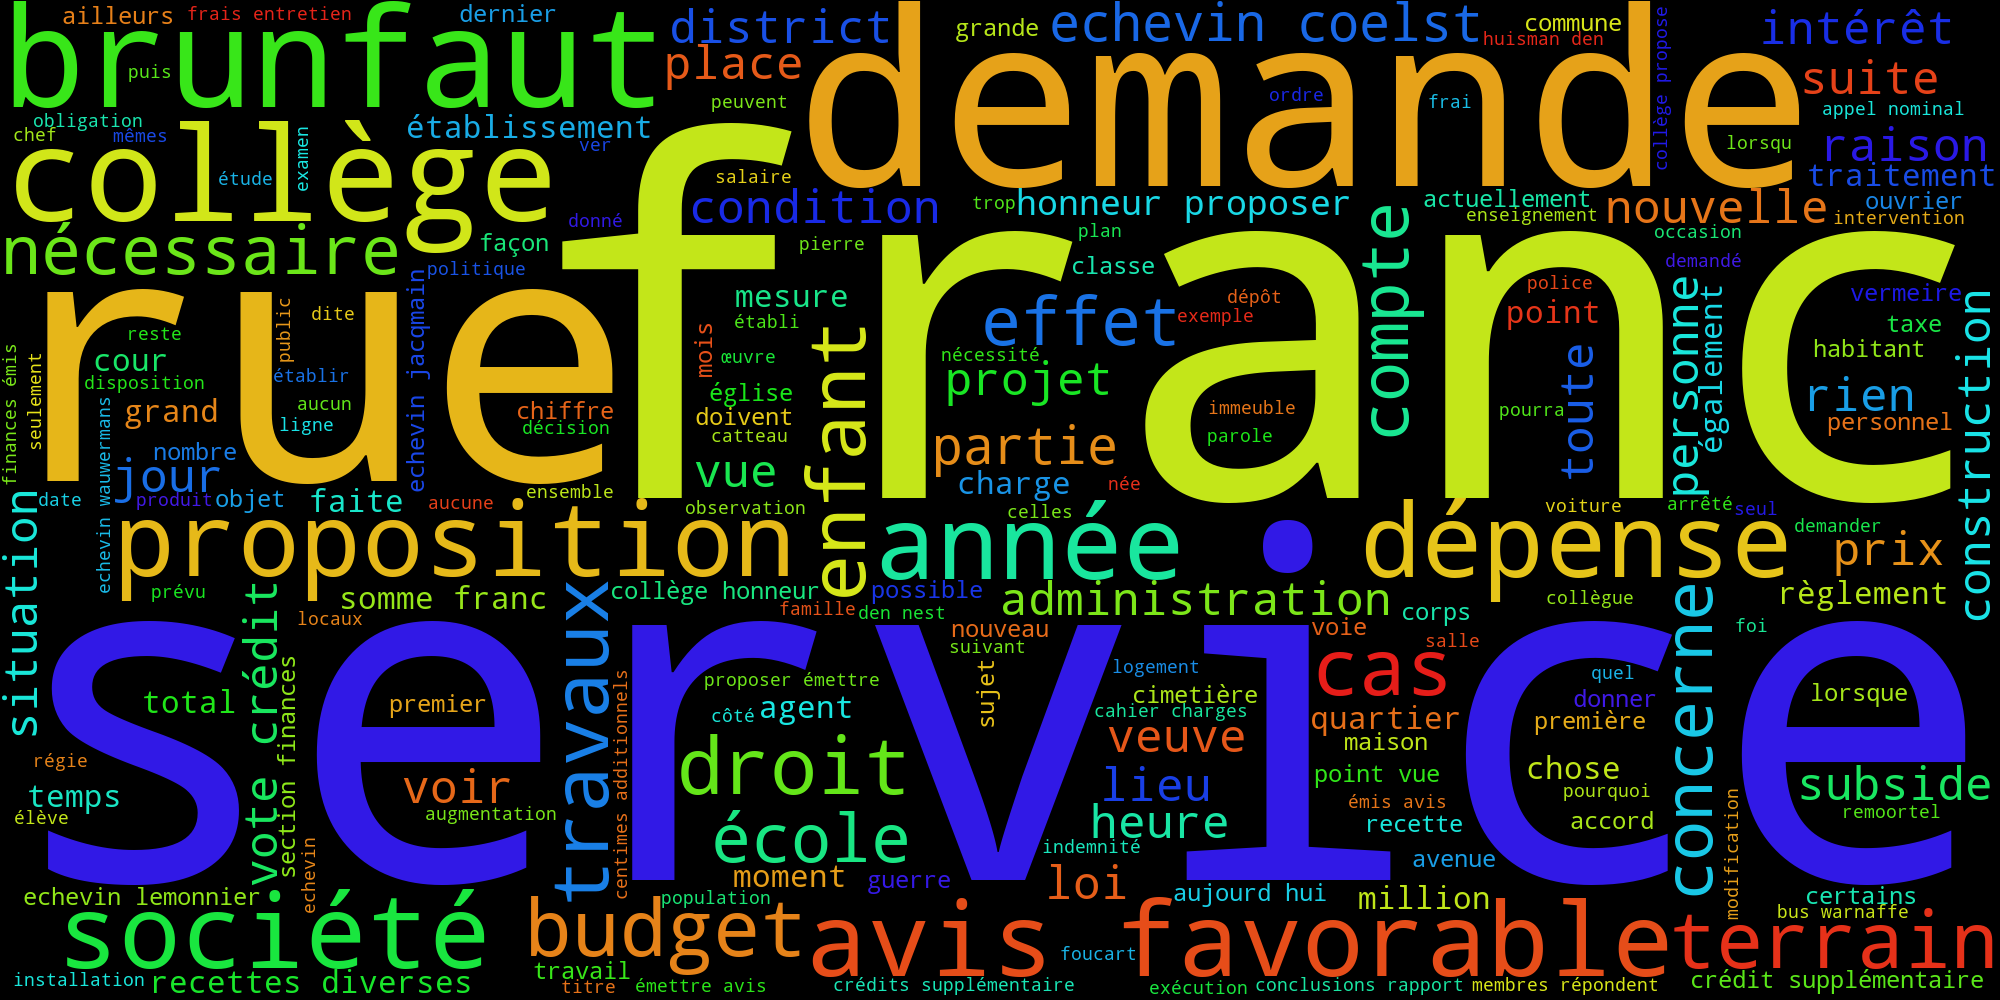 ailleurs
frais entretien
dernier
brunfaut
puis
district
place
demande
grande
echevin coelst
commune
huisman den
collège propose
intérêt
suite
obligation
établissement
peuvent
ordre
frai
appel nominal
chef
mêmes
ver
lorsqu
raison
collège
étude
examen
salaire
traitement
condition
trop
honneur proposer
actuellement
enseignement
nouvelle
ouvrier
intervention
nécessaire
façon
donné
franc
pierre
plan
compte
occasion
politique
echevin jacqmain
classe
demandé
rue
public
dite
mesure
établi
effet
dépôt
exemple
police
point
personne
également
vermeire
taxe
construction
finances émis
seulement
reste
cour
disposition
établir
mois
œuvre
enfant
nécessité
projet
habitant
grand
aucun
ligne
chiffre
décision
église
doivent
catteau
immeuble
parole
pourra
toute
rien
personnel
echevin wauwermans
nombre
jour
vue
partie
charge
née
date
produit
objet
faite
aucune
ensemble
observation
celles
voiture
arrêté
seul
situation
proposition
année
dépense
demander
prix
prévu
vote crédit
somme franc
travaux
collège honneur
possible
famille
den nest
administration
corps
collègue
concerne
règlement
locaux
service
nouveau
suivant
voie
salle
foi
total
section finances
premier
centimes additionnels
proposer émettre
côté
agent
sujet
logement
cimetière
cahier charges
cas
quartier
quel
donner
première
lorsque
régie
temps
élève
voir
augmentation
droit
veuve
lieu
maison
point vue
chose
pourquoi
subside
echevin
école
heure
indemnité
émis avis
recette
accord
remoortel
modification
moment
guerre
loi
avenue
echevin lemonnier
population
aujourd hui
million
certains
société
budget
avis favorable
bus warnaffe
terrain
foucart
installation
recettes diverses
travail
titre
émettre avis
crédits supplémentaire
exécution
conclusions rapport
membres répondent
crédit supplémentaire